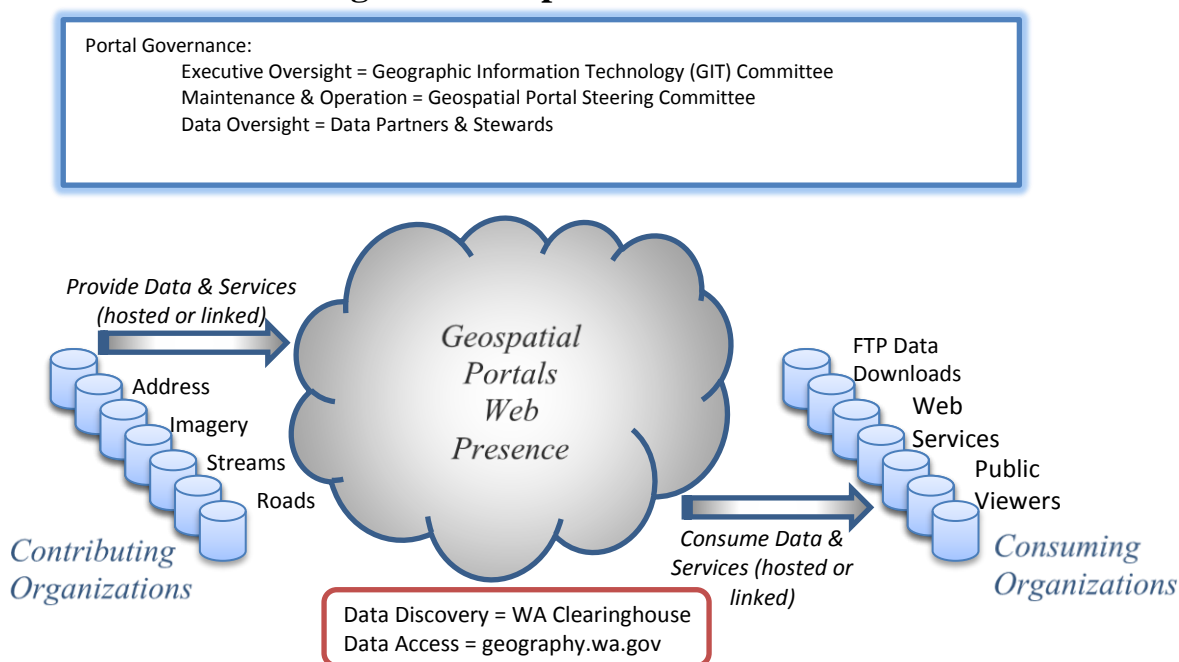 Portal Governance:
Executive Oversight = Geographic Information Technology (GIT) Committee
Maintenance & Operation = Geospatial Portal Steering Committee
Data Oversight = Data Partners & Stewards
Provide Data & Services
(hosted or linked)
Address
Imagery
Streams
Roads
Contributing
Organizations
Geospatial
Portals
Web
Presence
FTP Data
Downloads
Web
Services
Public
Viewers
Consume Data &
Services (hosted or
linked)
Consuming
Organizations
Data Discovery = WA Clearinghouse
Data Access = geography.wa.gov